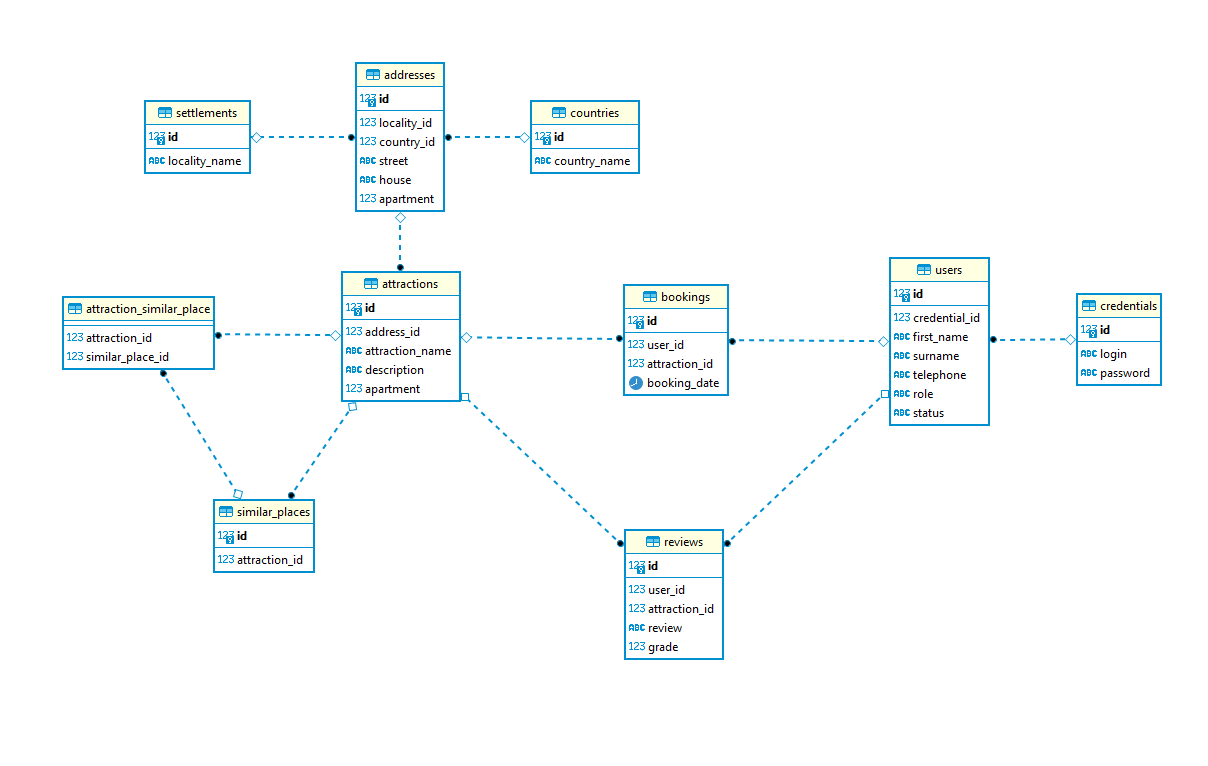 addresses
123 id
123 locality_id
123 country_id
ABC street
ABC house
123 apartment
settlements
123 id
ABC locality_name
countries
123 id
ABC country_name
attractions
123 id
123 address_id
ABC attraction_name
ABC description
123 apartment
attraction_similar_place
123 attraction_id
123 similar_place_id
bookings
123 id
123 user_id
123 attraction_id
booking_date
users
123 id
123 credential_id
ABC first_name
ABC surname
ABC telephone
ABC role
ABC status
credentials
123 id
ABC login
ABC password
similar_places
123 id
123 attraction_id
reviews
123 id
123 user_id
123 attraction_id
ABC review
123 grade